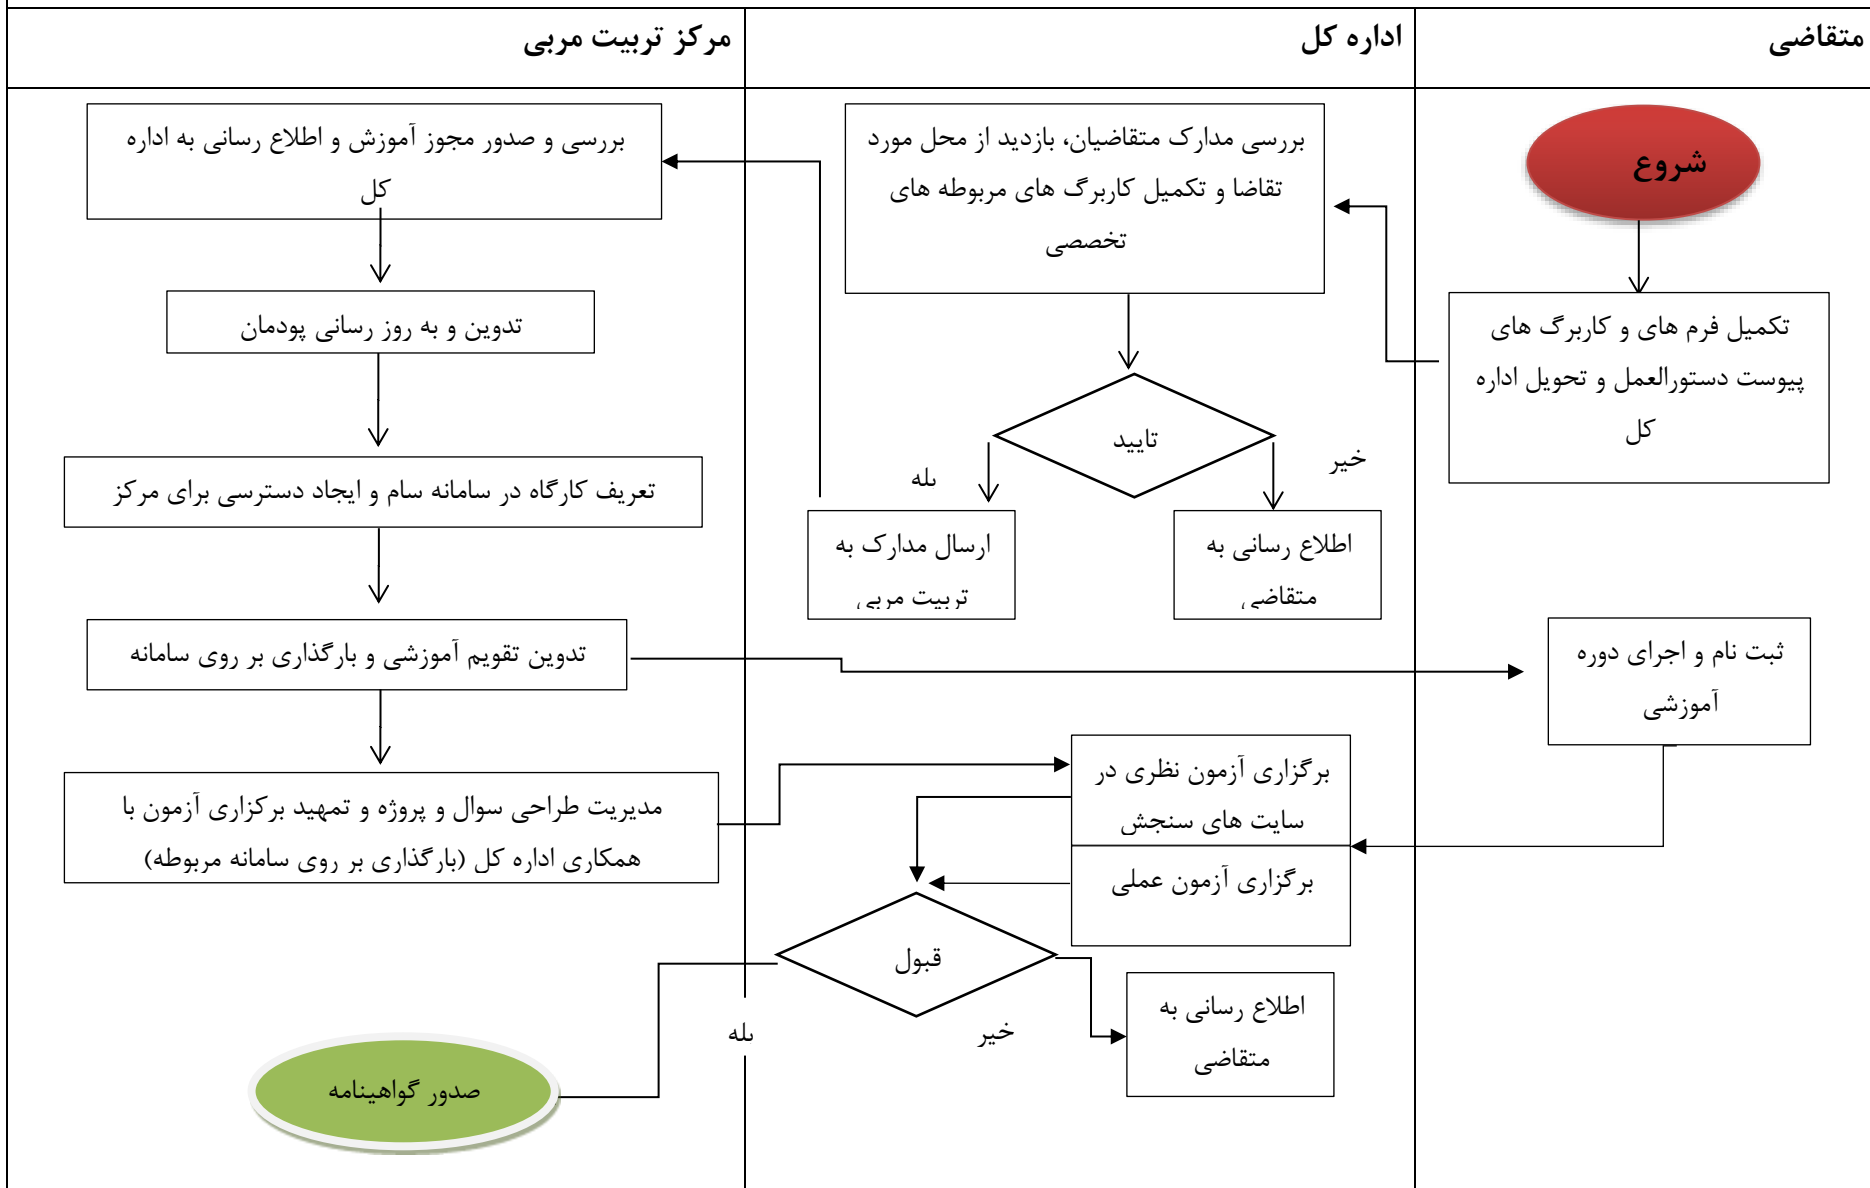 متقاضی
اداره کل
مرکز تربیت مربی
شروع
تکمیل فرم های و کاربرگ های
پیوست دستورالعمل و تحویل اداره
کل
بررسی مدارک متقاضیان، بازدید از محل مورد
تقاضا و تکمیل کاربرگ های مربوطه های
تخصصی
تایید
خیر
بله
اطلاع رسانی به
متقاضی
ارسال مدارک به
تربیت مربی
بررسی و صدور مجوز آموزش و اطلاع رسانی به اداره
کل
تدوین و به روز رسانی پودمان
تعریف کارگاه در سامانه سام و ایجاد دسترسی برای مرکز
تدوین تقویم آموزشی و بارگذاری بر روی سامانه
ثبت نام و اجرای دوره
آموزشی
مدیریت طراحی سوال و پروژه و تمهید برکزاری آزمون با
همکاری اداره کل (بارگذاری بر روی سامانه مربوطه)
برگزاری آزمون نظری در
سایت های سنجش
برگزاری آزمون عملی
قبول
خیر
بله
اطلاع رسانی به
متقاضی
صدور گواهینامه